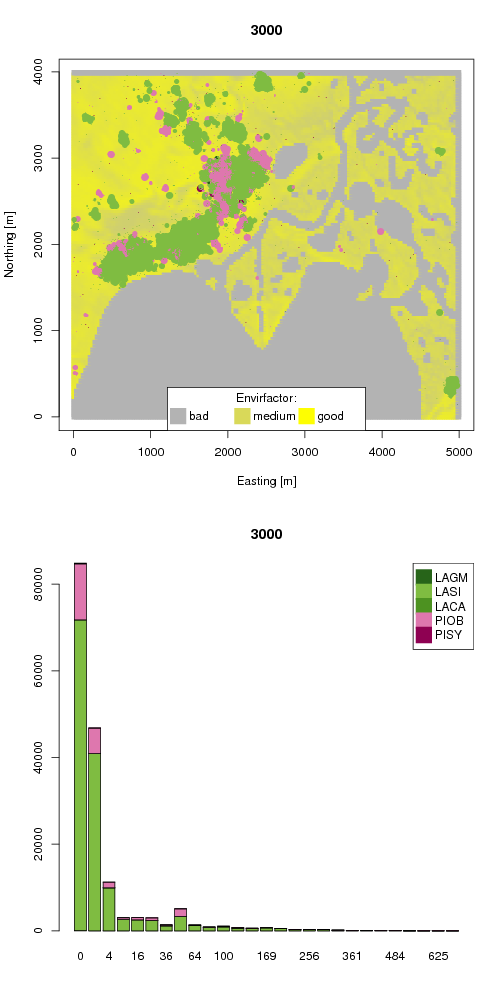 3000
4000
3000
2000
1000
0
Northing [m]
Envirfactor:
bad medium good
0 1000 2000 3000 4000 5000
Easting [m]
3000
80000
60000
40000
20000
0
LAGM
LASI
LACA
PIOB
PISY
0 4 16 36 64 100 169 256 361 484 625